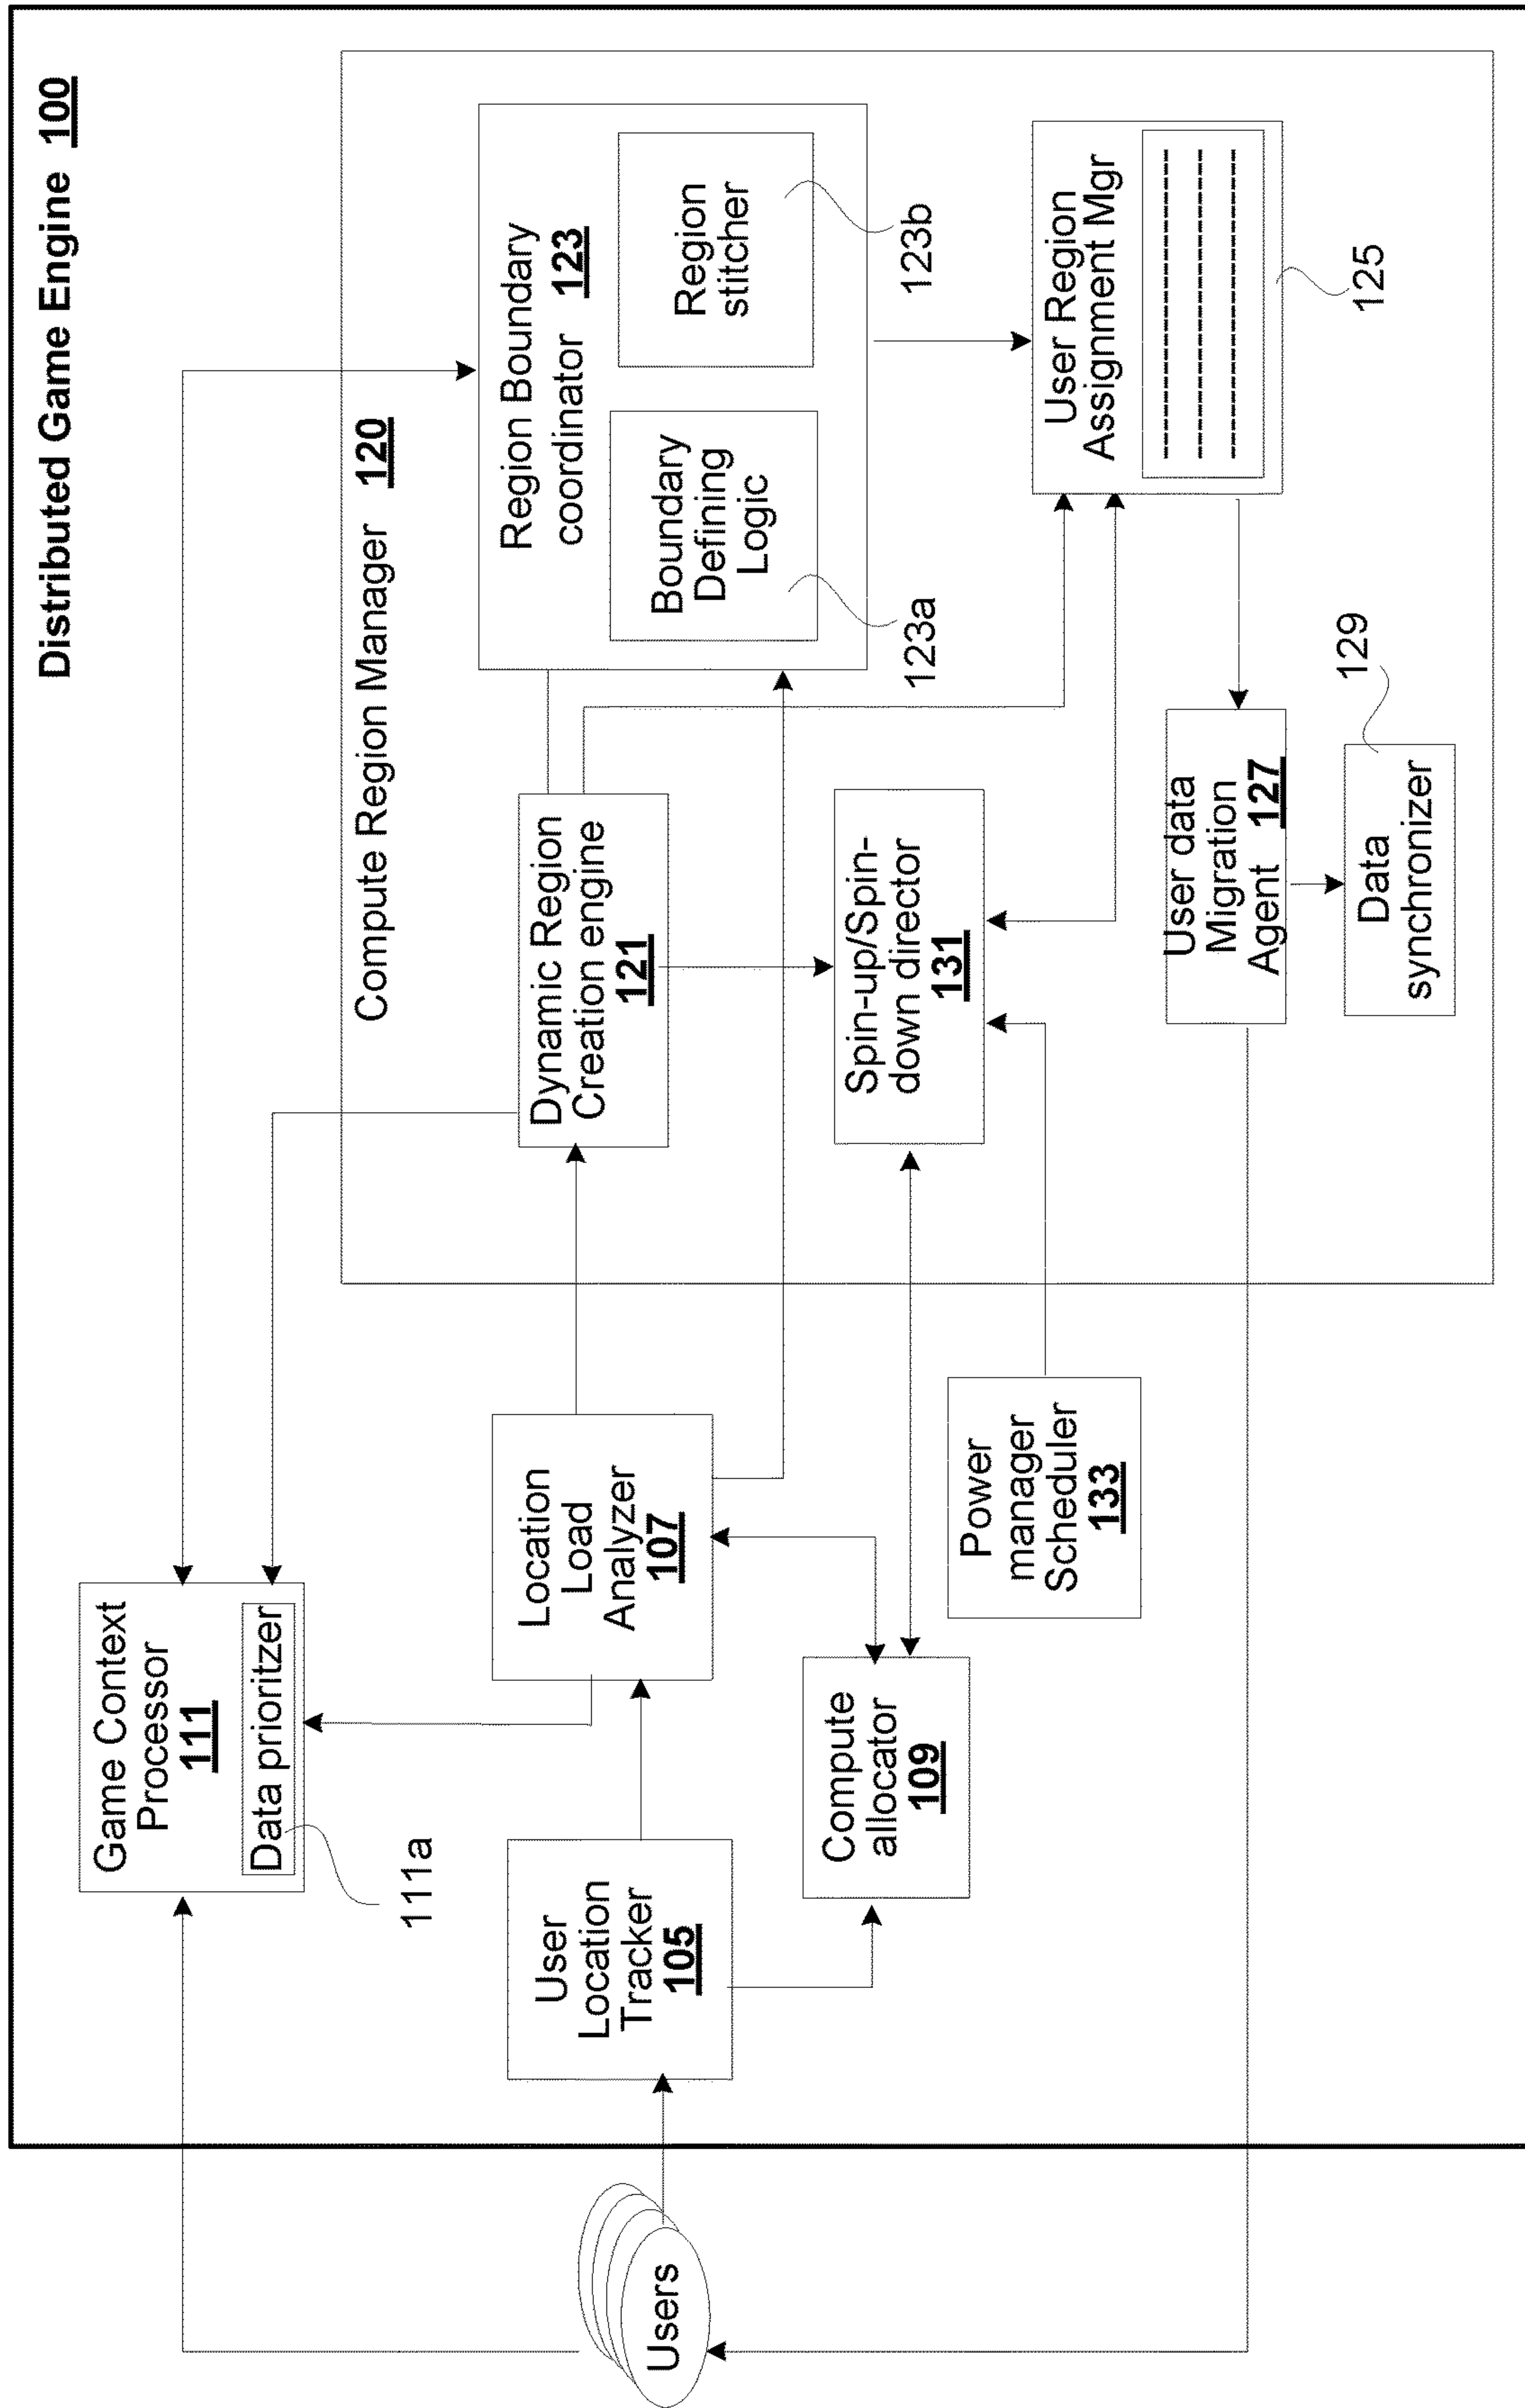 Distributed Game Engine 100
Game Context
Processor
111
Data prioritzer
111a
Compute Region Manager 120
Users
User
Location
Tracker
105
Location
Load
Analyzer
107
Dynamic Region
Creation engine
121
Region Boundary
coordinator 123
Boundary
Defining
Logic
Region
stitcher
123a
123b
Compute
allocator
109
Power
manager
Scheduler
133
Spin-up/Spin-
down director
131
User Region
Assignment Mgr
125
User data
Migration
Agent 127
Data
synchronizer
129